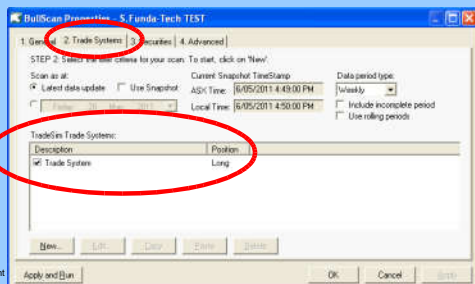 BullScan Properties - S.Funda-Tech TEST
1. General 2. Trade Systems 3. Securities 4. Advanced
STEP 2: Select the user criteria for your scan. To start, click on 'New'.
Scan as at: Current Snapshot TimeStamp Data period type:
Latest data update Use Snapshot ASX Time: 6/05/2011 4:49:00 PM Weekly
Friday 2011 Local Time: 6/05/2011 4:50:00 PM Include incomplete period
Use rolling periods
TradeSim Trade Systems:
Description Position
Trade System Long
New... Edit... Copy Paste Delete
Apply and Run OK Cancel Apply